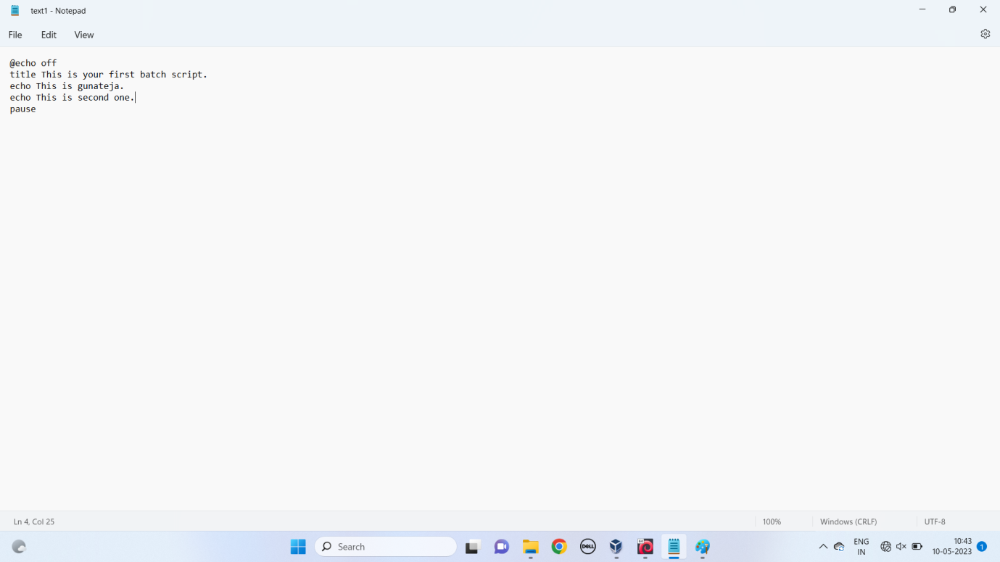 text1 - Notepad
File Edit View
@echo off
title This is your first batch script.
echo This is gunateja.
echo This is second one.
pause
Ln 4, Col 25 100% Windows (CRLF) UTF-8
Search DELL 64 ENG 10:43 1
IN 10-05-2023